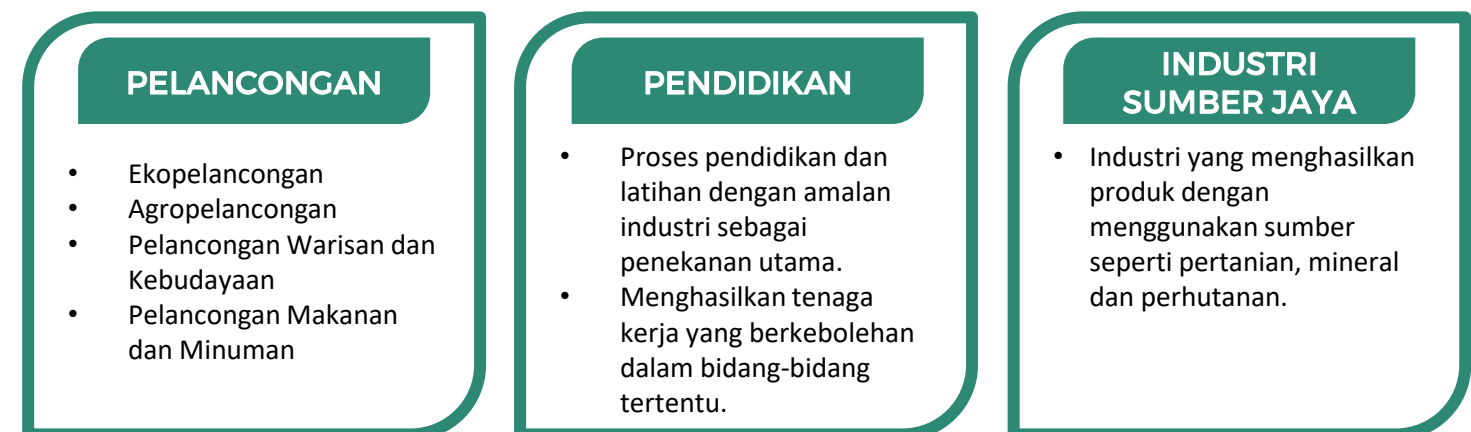 PELANCONGAN
• Ekopelancongan
• Agropelancongan
• Pelancongan Warisan dan
Kebudayaan
• Pelancongan Makanan
dan Minuman
PENDIDIKAN
• Proses pendidikan dan
latihan dengan amalan
industri sebagai
penekanan utama.
• Menghasilkan tenaga
kerja yang berkebolehan
dalam bidang-bidang
tertentu.
INDUSTRI
SUMBER JAYA
• Industri yang menghasilkan
produk dengan
menggunakan sumber
seperti pertanian, mineral
dan perhutanan.